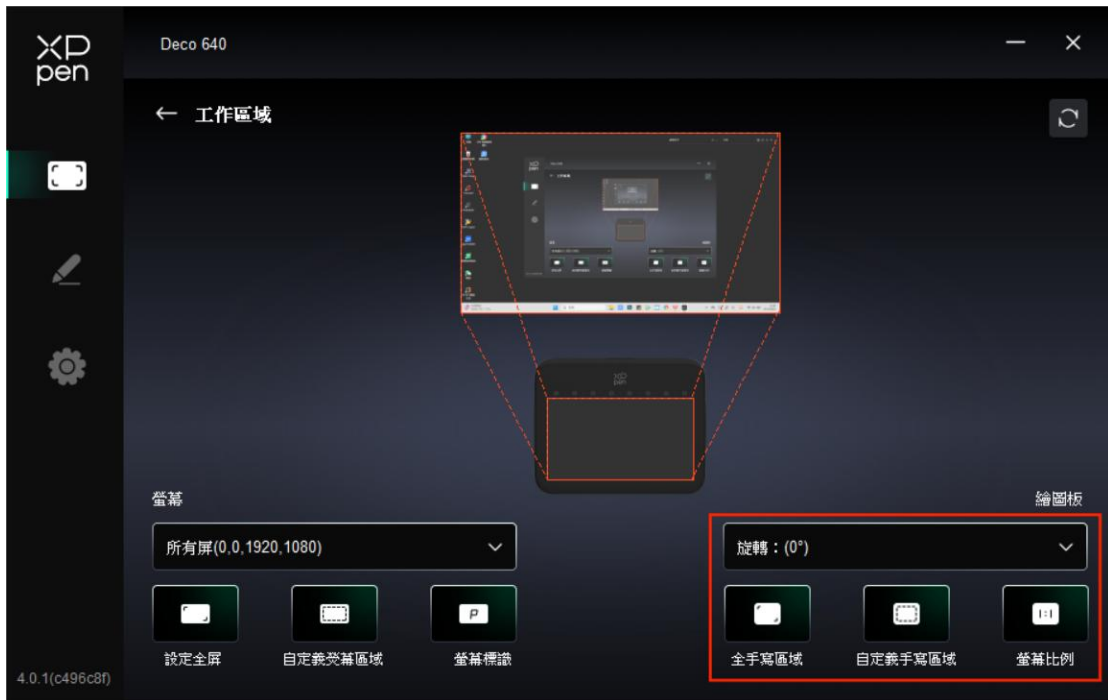 XP
pen
Deco 640
工作區域
螢幕
繪圖板
所有屏(0,0,1920,1080)
旋轉：(0°)
設定全屏
自定義熒幕區域
螢幕標識
全手寫區域
自定義手寫區域
螢幕比例
4.0.1(c496c8f)